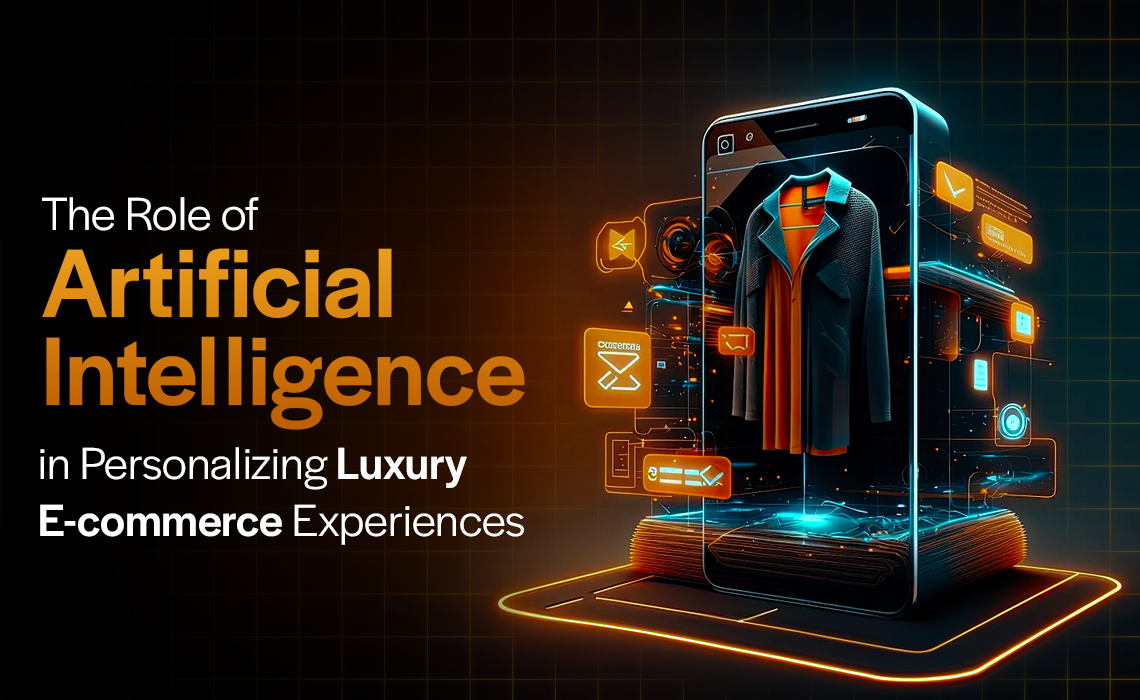 The Role of
Artificial
Intelligence
in Personalizing Luxury
E-commerce Experiences